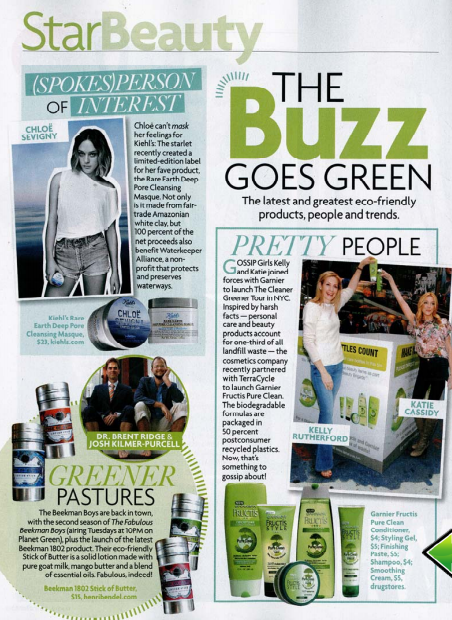 StarBeauty
(SPOKES)PERSON
OF INTEREST
CHLOË
SEVIGNY
Chloë can't mask
her feelings for
Kiehl's: The starlet
recently created a
limited-edition label
for her fave product,
the Rare Earth Deep
Pore Cleansing
Masque. Not only
is it made from fair-
trade Amazonian
white clay, but
100 percent of the
net proceeds also
benefit Waterkeeper
Alliance, a non-
profit that protects
and preserves
waterways.
Kiehl's Rare
Earth Deep Pore
Cleansing Masque,
$23, kiehls.com
Kiehl's
CHLOË
SEVIGNY
DR. BRENT RIDGE &
JOSH KILMER-PURCELL
GREENER
PASTURES
The Beekman Boys are back in town,
with the second season of The Fabulous
Beekman Boys (airing Tuesdays at 10PM on
Planet Green), plus the launch of the latest
Beekman 1802 product. Their eco-friendly
Stick of Butter is a solid lotion made with
pure goat milk, mango butter and a blend
of essential oils. Fabulous, indeed!
Beekman 1802 Stick of Butter,
$15, henribendel.com
THE
Buzz
GOES GREEN
The latest and greatest eco-friendly
products, people and trends.
PRETTY PEOPLE
GOSSIP Girls Kelly
and Katie joined
forces with Garnier
to launch The Cleaner
Greener Tour in NYC.
Inspired by harsh
facts — personal
care and beauty
products account
for one-third of all
landfill waste — the
cosmetics company
recently partnered
with TerraCycle
to launch Garnier
Fructis Pure Clean.
The biodegradable
formulas are
packaged in
50 percent
postconsumer
recycled plastics.
Now, that's
something to
gossip about!
TTLES COUNT
MAKE
KATIE
CASSIDY
KELLY
RUTHERFORD
FRUCTIS
FRUCTIS
STYLE
FRUCTIS
Garnier Fructis
Pure Clean
Conditioner,
$4; Styling Gel,
$5; Finishing
Paste, $5;
Shampoo, $4;
Smoothing
Cream, $5,
drugstores.